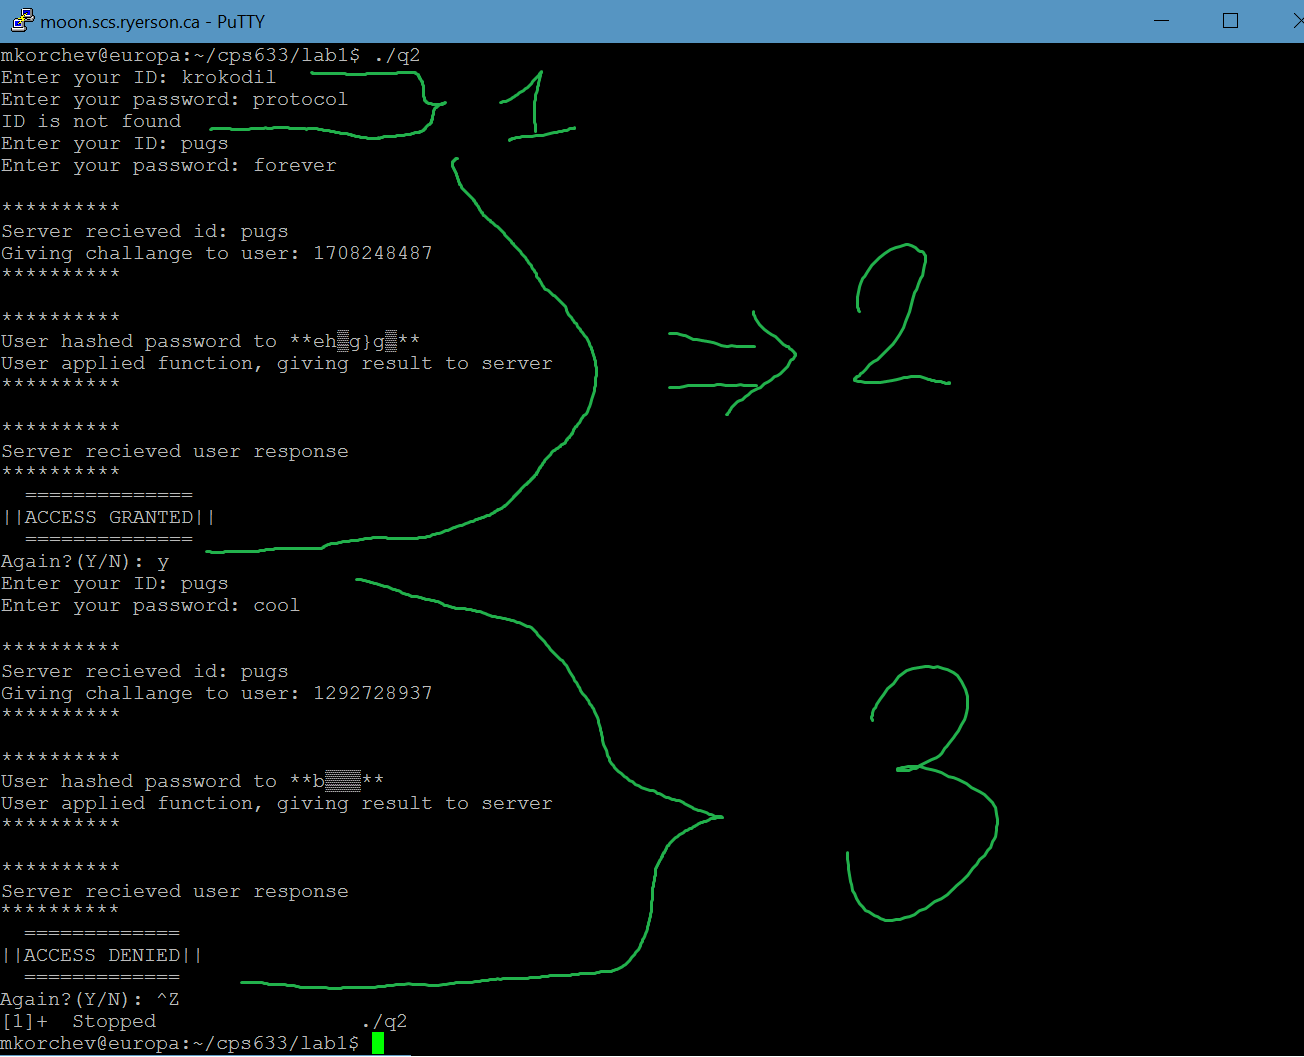 moon.scs.ryerson.ca - PuTTY
mkorchev@europa:~/cps633/lab1$ ./q2
Enter your ID: krokodil
Enter your password: protocol
ID is not found
1
Enter your ID: pugs
Enter your password: forever
**********
Server recieved id: pugs
Giving challange to user: 1708248487
**********
**********
User hashed password to **eh▒g}g▒**
User applied function, giving result to server
**********
2
**********
Server recieved user response
**********
==============
||ACCESS GRANTED||
==============
Again?(Y/N): y
Enter your ID: pugs
Enter your password: cool
**********
Server recieved id: pugs
Giving challange to user: 1292728937
**********
**********
User hashed password to **b▒▒▒**
User applied function, giving result to server
**********
3
**********
Server recieved user response
**********
=============
||ACCESS DENIED||
=============
Again?(Y/N): ^Z
[1]+  Stopped                 ./q2
mkorchev@europa:~/cps633/lab1$